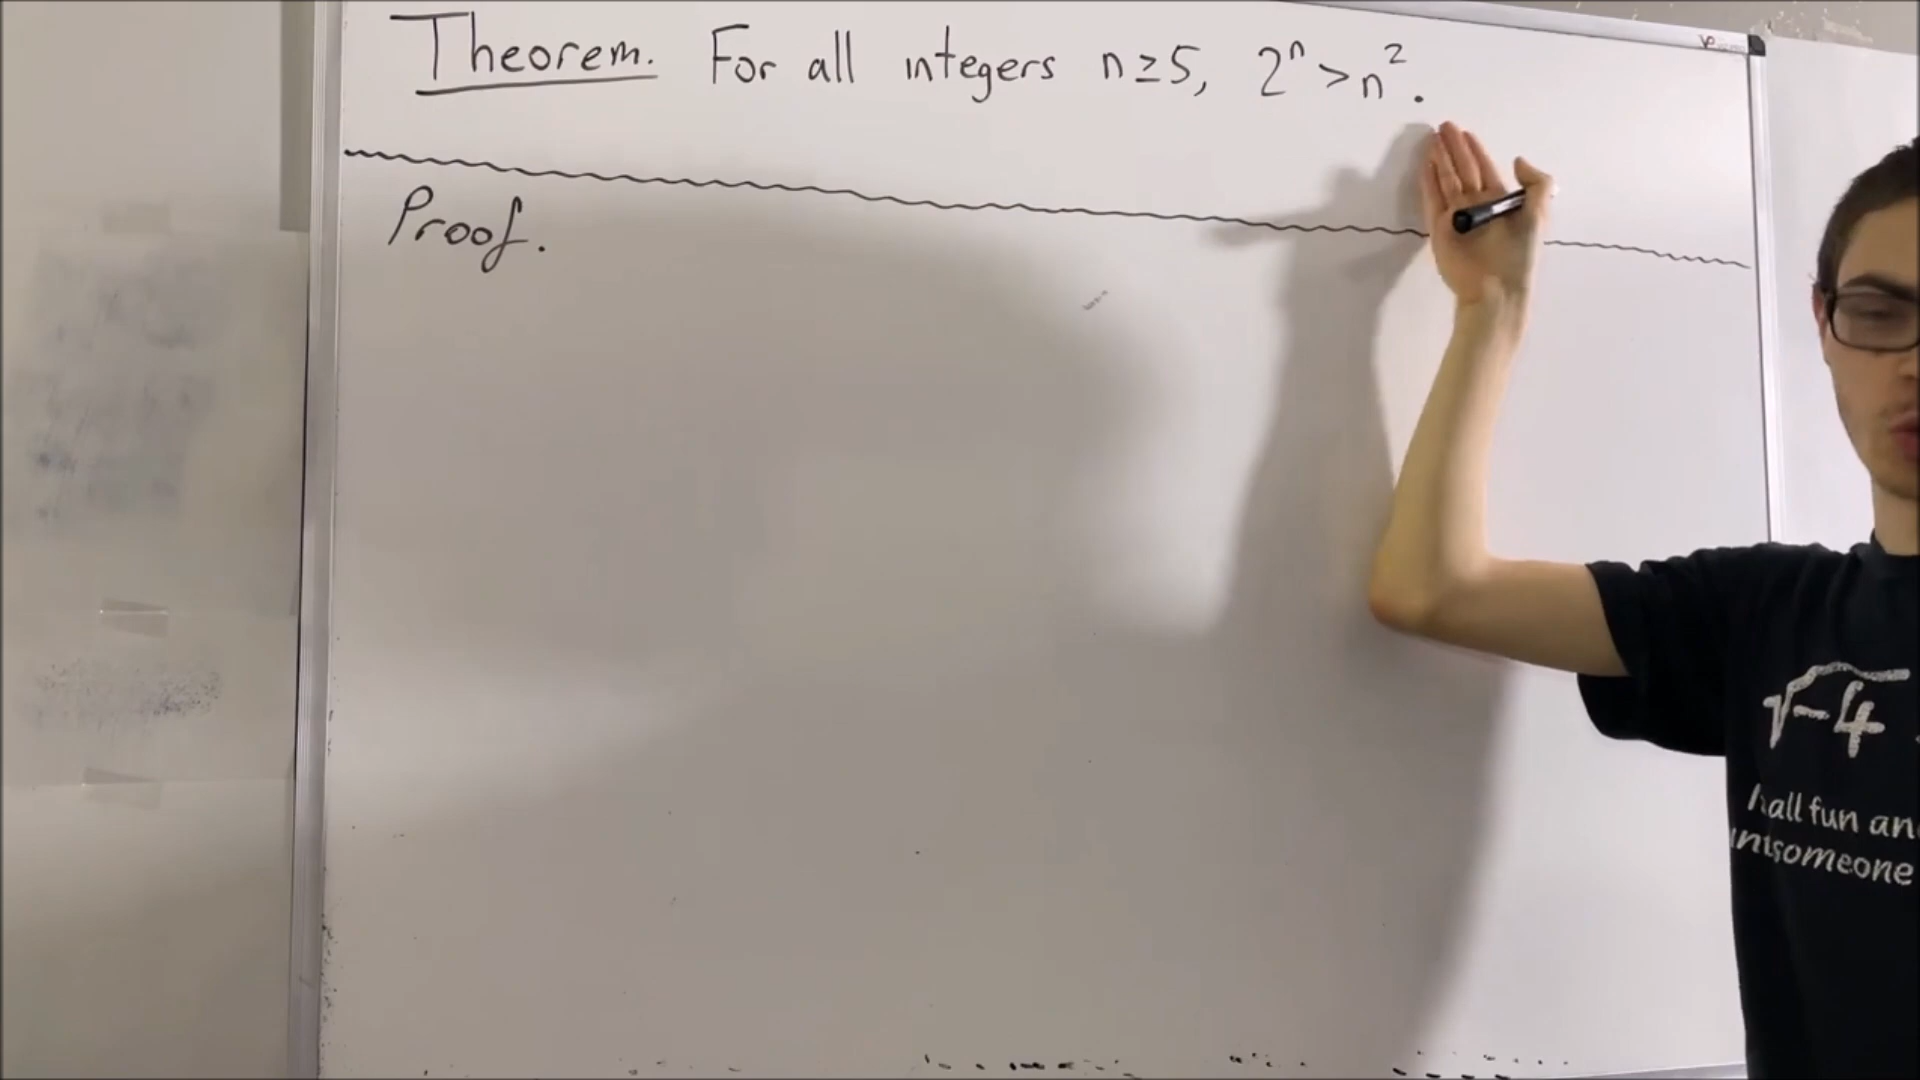 Theorem. For all integers n≥5, 2ⁿ>n².
Proof.
√-4
all fun an
someone